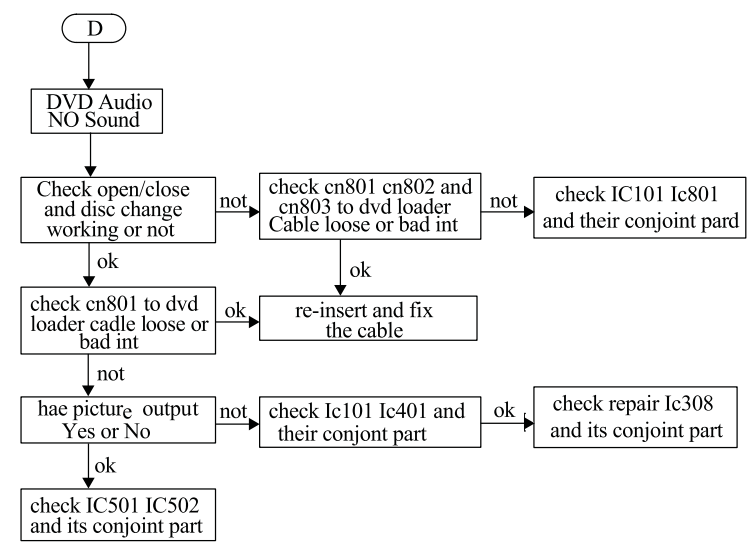 D
DVD Audio
NO Sound
Check open/close
and disc change
working or not
not
check cn801 cn802 and
cn803 to dvd loader
Cable loose or bad int
not
check IC101 Ic801
and their conjoint pard
ok
ok
check cn801 to dvd
loader cadle loose or
bad int
ok
re-insert and fix
the cable
not
hae picture output
Yes or No
not
check Ic101 Ic401 and
their conjont part
ok
check repair Ic308
and its conjoint part
ok
check IC501 IC502
and its conjoint part